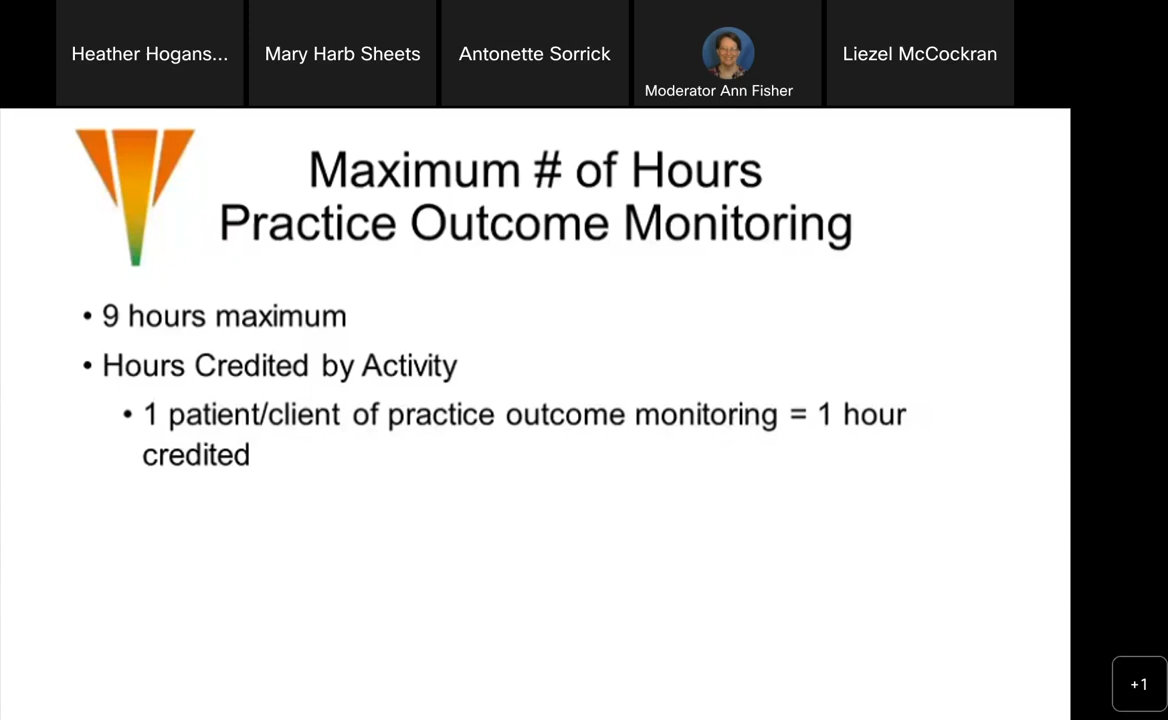 Heather Hogans...
Mary Harb Sheets
Antonette Sorrick
Moderator Ann Fisher
Liezel McCockran
Maximum # of Hours
Practice Outcome Monitoring
• 9 hours maximum
• Hours Credited by Activity
• 1 patient/client of practice outcome monitoring = 1 hour
credited
+1